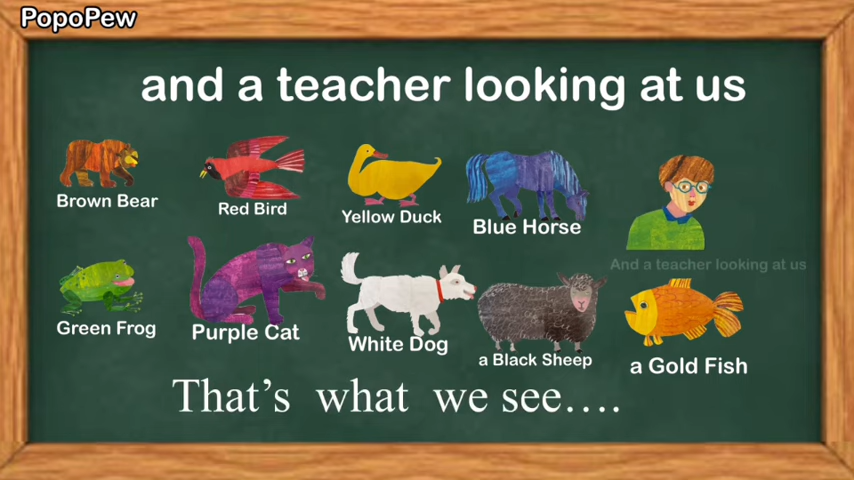 PopoPew
and a teacher looking at us
Brown Bear
Red Bird
Yellow Duck
Blue Horse
And a teacher looking at us
Green Frog
Purple Cat
White Dog
a Black Sheep
a Gold Fish
That's what we see....